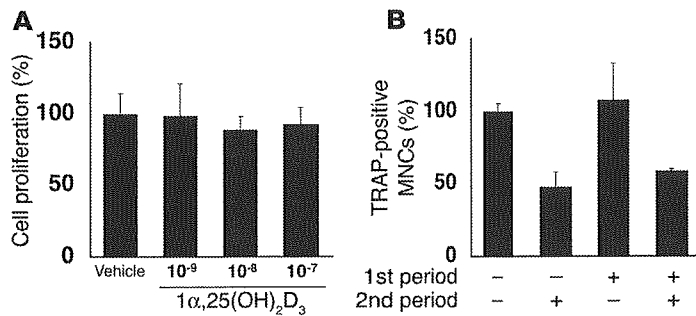 A
Cell proliferation (%)
150
100
50
0
Vehicle 10-9 10-8 10-7
1α,25(OH)2D3
B
TRAP-positive
MNCs (%)
150
100
50
0
1st period − − + +
2nd period − + − +